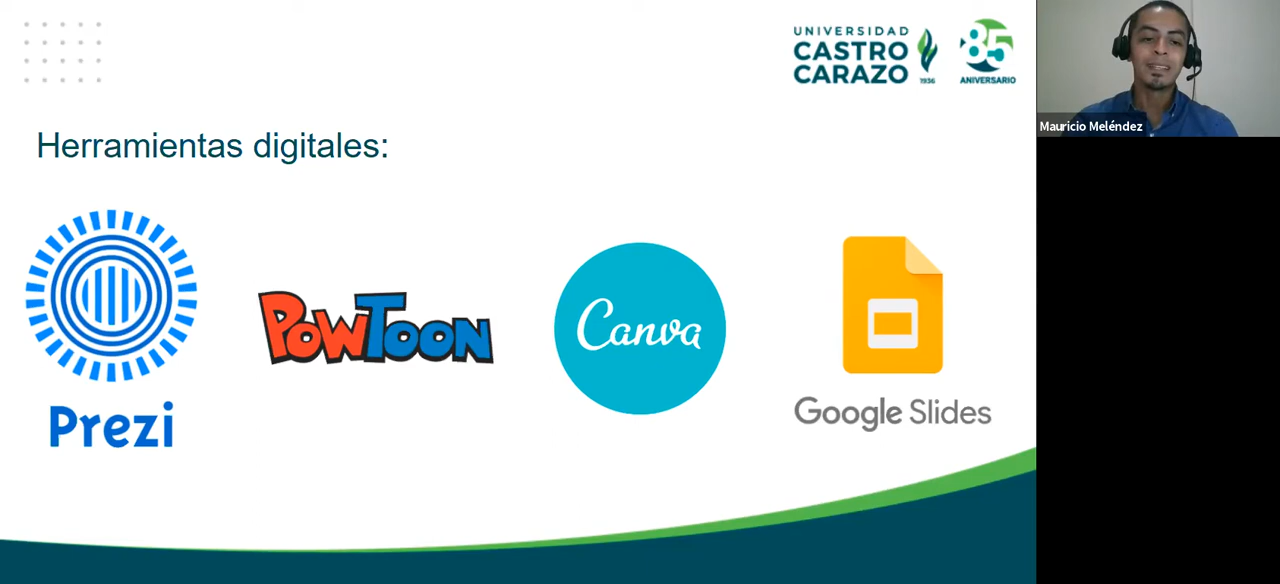 UNIVERSIDAD
CASTRO
CARAZO
1936
85
ANIVERSARIO
Mauricio Meléndez
Herramientas digitales:
Prezi
PowToon
Canva
Google Slides